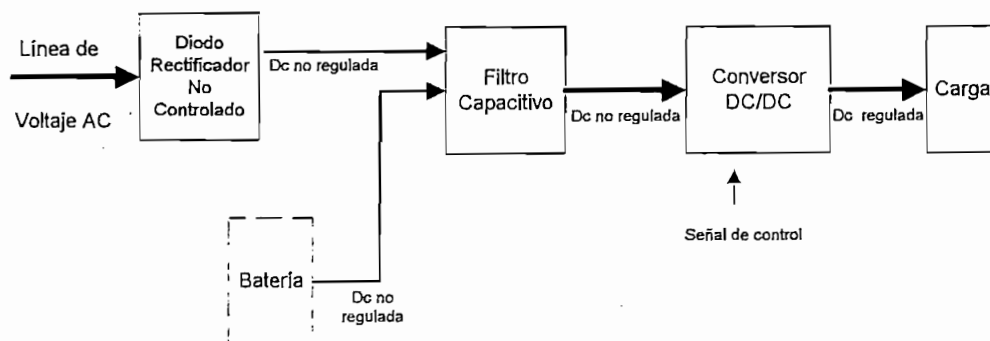 Línea de
Voltaje AC
Diodo
Rectificador
No
Controlado
Dc no regulada
Filtro
Capacitivo
Dc no regulada
Conversor
DC/DC
Dc regulada
Carga
Señal de control
Batería
Dc no
regulada